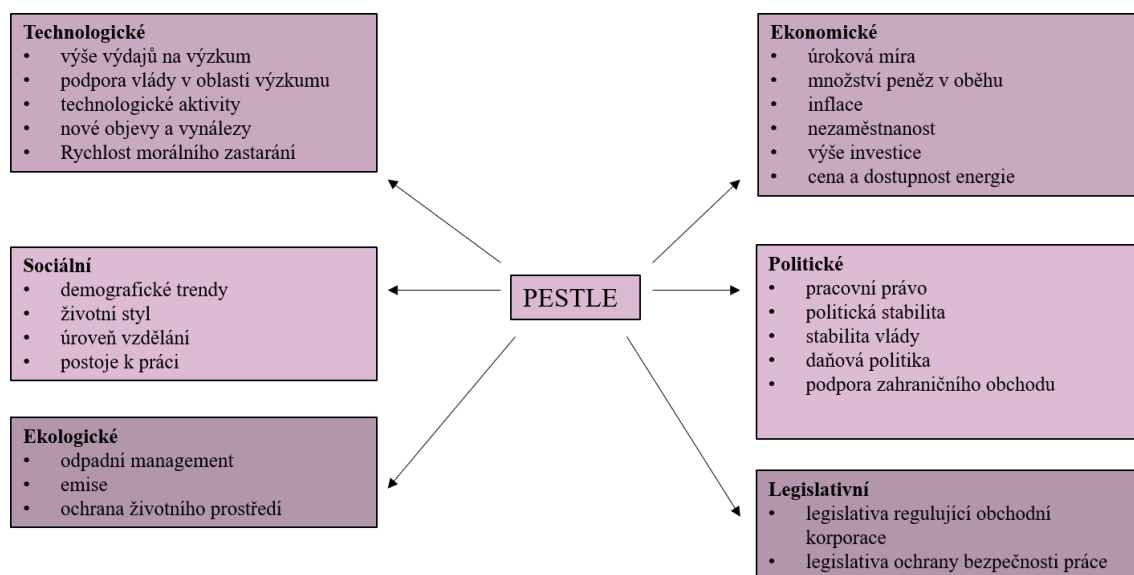 Technologické
• výše výdajů na výzkum
• podpora vlády v oblasti výzkumu
• technologické aktivity
• nové objevy a vynálezy
• Rychlost morálního zastarání
Ekonomické
• úroková míra
• množství peněz v oběhu
• inflace
• nezaměstnanost
• výše investice
• cena a dostupnost energie
Sociální
• demografické trendy
• životní styl
• úroveň vzdělání
• postoje k práci
PESTLE
Politické
• pracovní právo
• politická stabilita
• stabilita vlády
• daňová politika
• podpora zahraničního obchodu
Ekologické
• odpadní management
• emise
• ochrana životního prostředí
Legislativní
• legislativa regulující obchodní
korporace
• legislativa ochrany bezpečnosti práce